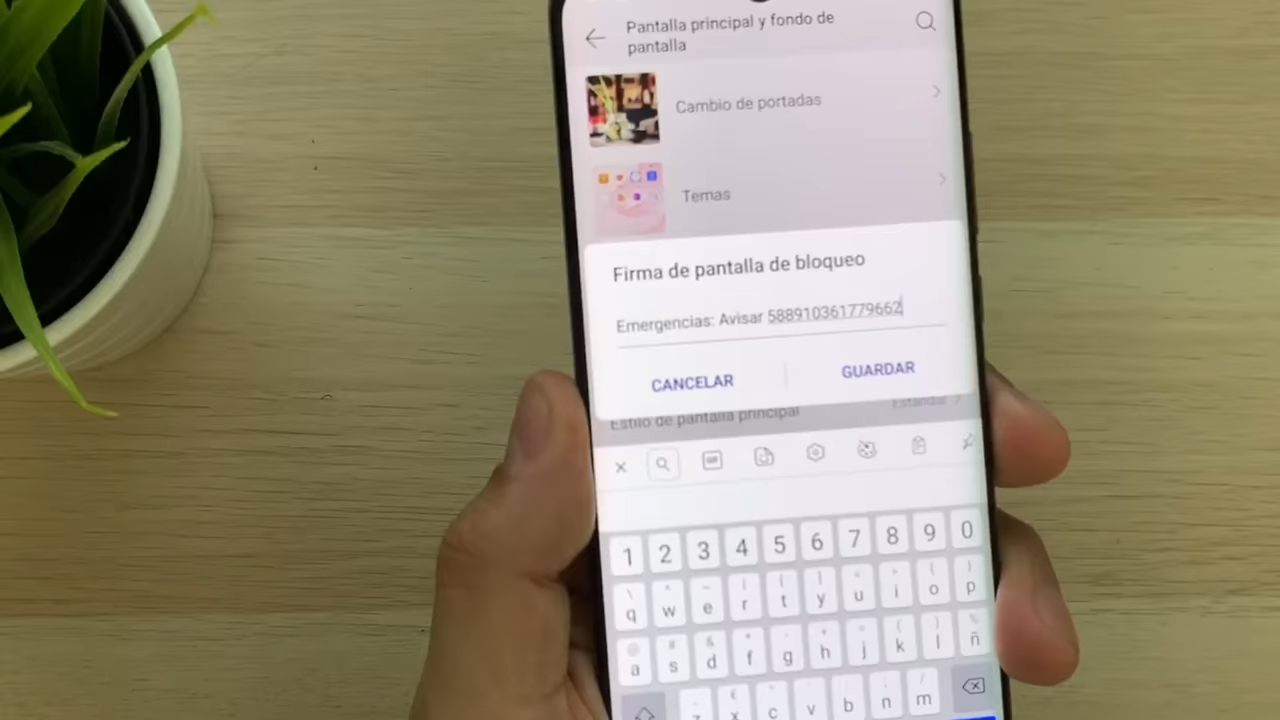 Pantalla principal y fondo de
pantalla
Cambio de portadas
Temas
Firma de pantalla de bloqueo
Emergencias: Avisar 588910361779662
CANCELAR GUARDAR
Estilo de pantalla principal Estándar
1 2 3 4 5 6 7 8 9 0
q w e r t y u i o p
a s d f g h j k l ñ
z x c v b n m